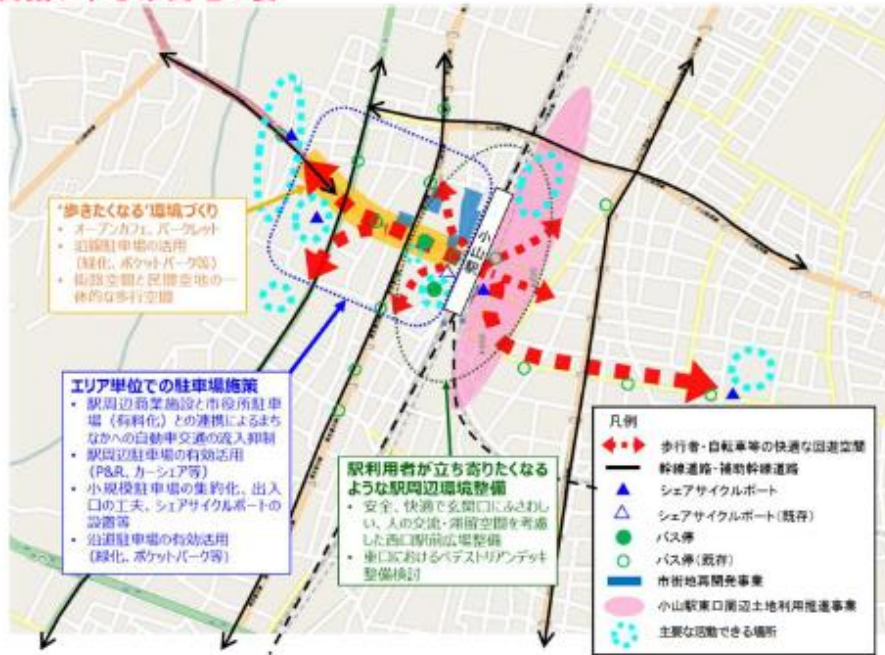 "歩きたくなる"環境づくり
・ オープンカフェ、パークレット
・ 沿線駐車場の活用
(緑化、ポケットパーク等)
・ 街路空間と民間空地の一
体的な歩行空間
小山駅
エリア単位での駐車場施策
・ 駅周辺商業施設と市役所駐車
場（有料化）との連携によるまち
なかへの自動車交通の流入抑制
・ 駅周辺駐車場の有効活用
(P&R、カーシェア等)
・ 小規模駐車場の集約化、出入
口の工夫、シェアサイクルポートの
設置等
・ 沿道駐車場の有効活用
(緑化、ポケットパーク等)
駅利用者が立ち寄りたくなる
ような駅周辺環境整備
・ 安全、快適で玄関口にふさわし
い、人の交流・滞留空間を考慮
した西口駅前広場整備
・ 東口におけるペデストリアンデッキ
整備検討
凡例
歩行者・自転車等の快適な回遊空間
幹線道路・補助幹線道路
シェアサイクルポート
シェアサイクルポート(既存)
バス停
バス停(既存)
市街地再開発事業
小山駅東口周辺土地利用推進事業
主要な活動できる場所